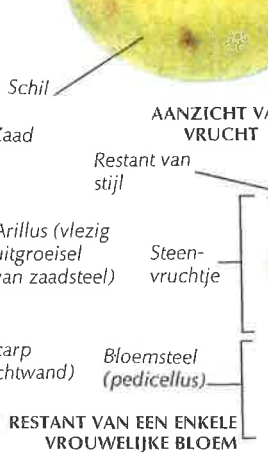 Schil
AANZICHT VA
VRUCHT
Zaad
Restant van
stijl
Arillus (vlezig
uitgroeisel
van zaadsteel)
Steen-
vruchtje
carp
chtwand)
Bloemsteel
(pedicellus)
RESTANT VAN EEN ENKELE
VROUWELIJKE BLOEM